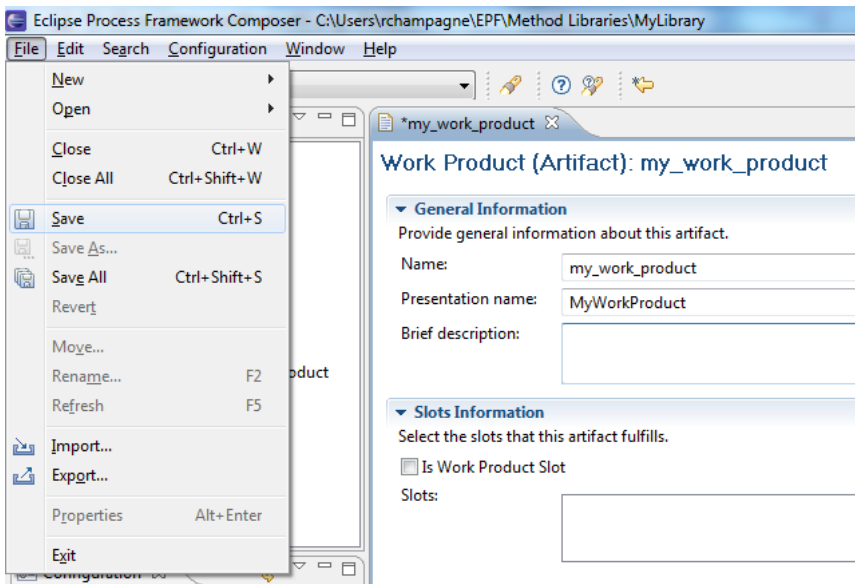 Eclipse Process Framework Composer - C:\Users\rchampagne\EPF\Method Libraries\MyLibrary
File Edit Search Configuration Window Help
New
Open
Close Ctrl+W
Close All Ctrl+Shift+W
Save Ctrl+S
Save As...
Save All Ctrl+Shift+S
Revert
Move...
Rename... F2
Refresh F5
Import...
Export...
Properties Alt+Enter
Exit
oduct
Configuration
*my_work_product
Work Product (Artifact): my_work_product
General Information
Provide general information about this artifact.
Name: my_work_product
Presentation name: MyWorkProduct
Brief description:
Slots Information
Select the slots that this artifact fulfills.
Is Work Product Slot
Slots: